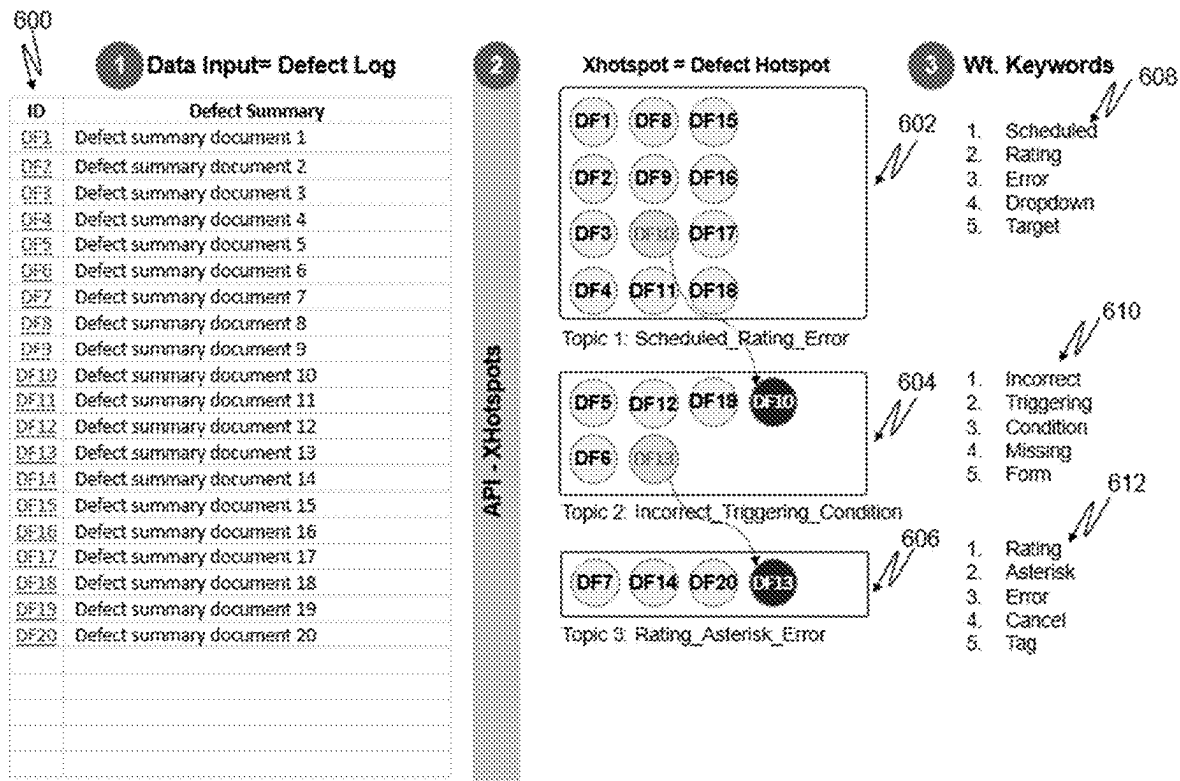 600
1 Data Input= Defect Log
ID Defect Summary
DF1 Defect summary document 1
DF2 Defect summary document 2
DF3 Defect summary document 3
DF4 Defect summary document 4
DF5 Defect summary document 5
DF6 Defect summary document 6
DF7 Defect summary document 7
DF8 Defect summary document 8
DF9 Defect summary document 9
DF10 Defect summary document 10
DF11 Defect summary document 11
DF12 Defect summary document 12
DF13 Defect summary document 13
DF14 Defect summary document 14
DF15 Defect summary document 15
DF16 Defect summary document 16
DF17 Defect summary document 17
DF18 Defect summary document 18
DF19 Defect summary document 19
DF20 Defect summary document 20
2
API - XHotspots
Xhotspot = Defect Hotspot
602
DF1 DF8 DF15
DF2 DF9 DF16
DF3 DF10 DF17
DF4 DF11 DF18
Topic 1: Scheduled_Rating_Error
604
DF5 DF12 DF19 DF10
DF6 DF13
Topic 2: Incorrect_Triggering_Condition
606
DF7 DF14 DF20 DF13
Topic 3: Rating_Asterisk_Error
3 Wt. Keywords
608
1. Scheduled
2. Rating
3. Error
4. Dropdown
5. Target
610
1. Incorrect
2. Triggering
3. Condition
4. Missing
5. Form
612
1. Rating
2. Asterisk
3. Error
4. Cancel
5. Tag